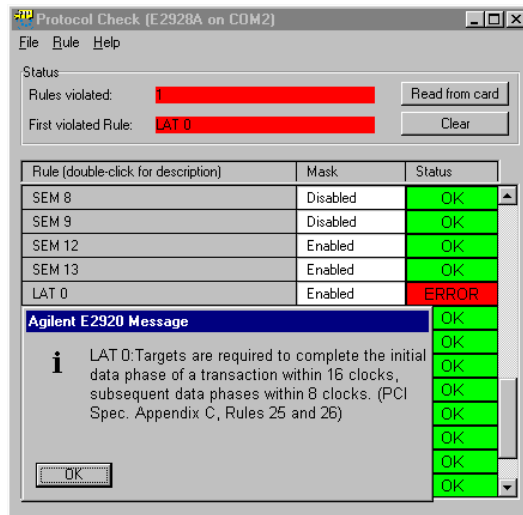 Protocol Check (E2928A on COM2)
File Rule Help
Status
Rules violated: 1 Read from card
First violated Rule: LAT 0 Clear
Rule (double-click for description) Mask Status
SEM 8 Disabled OK
SEM 9 Disabled OK
SEM 12 Enabled OK
SEM 13 Enabled OK
LAT 0 Enabled ERROR
Agilent E2920 Message OK
OK
LAT 0:Targets are required to complete the initial
data phase of a transaction within 16 clocks, OK
subsequent data phases within 8 clocks. (PCI OK
Spec. Appendix C, Rules 25 and 26) OK
OK
OK OK
OK